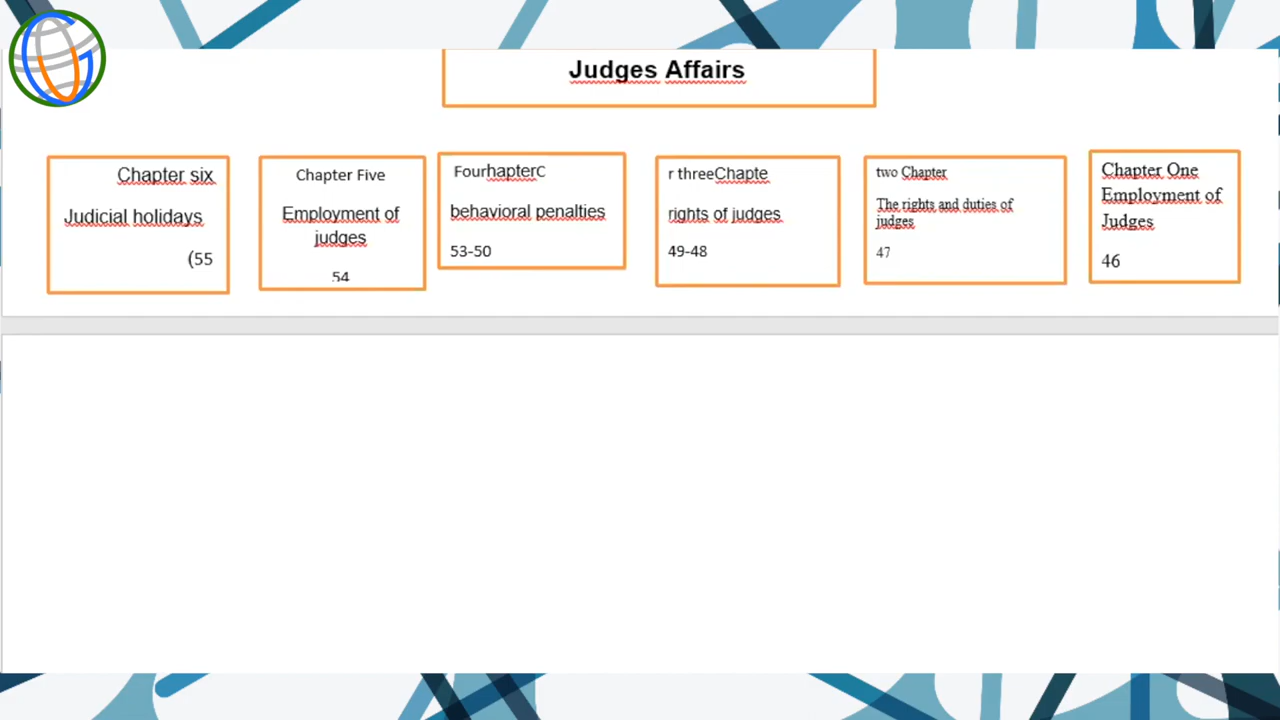 Judges Affairs
Chapter six
Judicial holidays
(55
Chapter Five
Employment of
judges
54
FourhapterC
behavioral penalties
53-50
r threeChapte
rights of judges
49-48
two Chapter
The rights and duties of
judges
47
Chapter One
Employment of
Judges
46